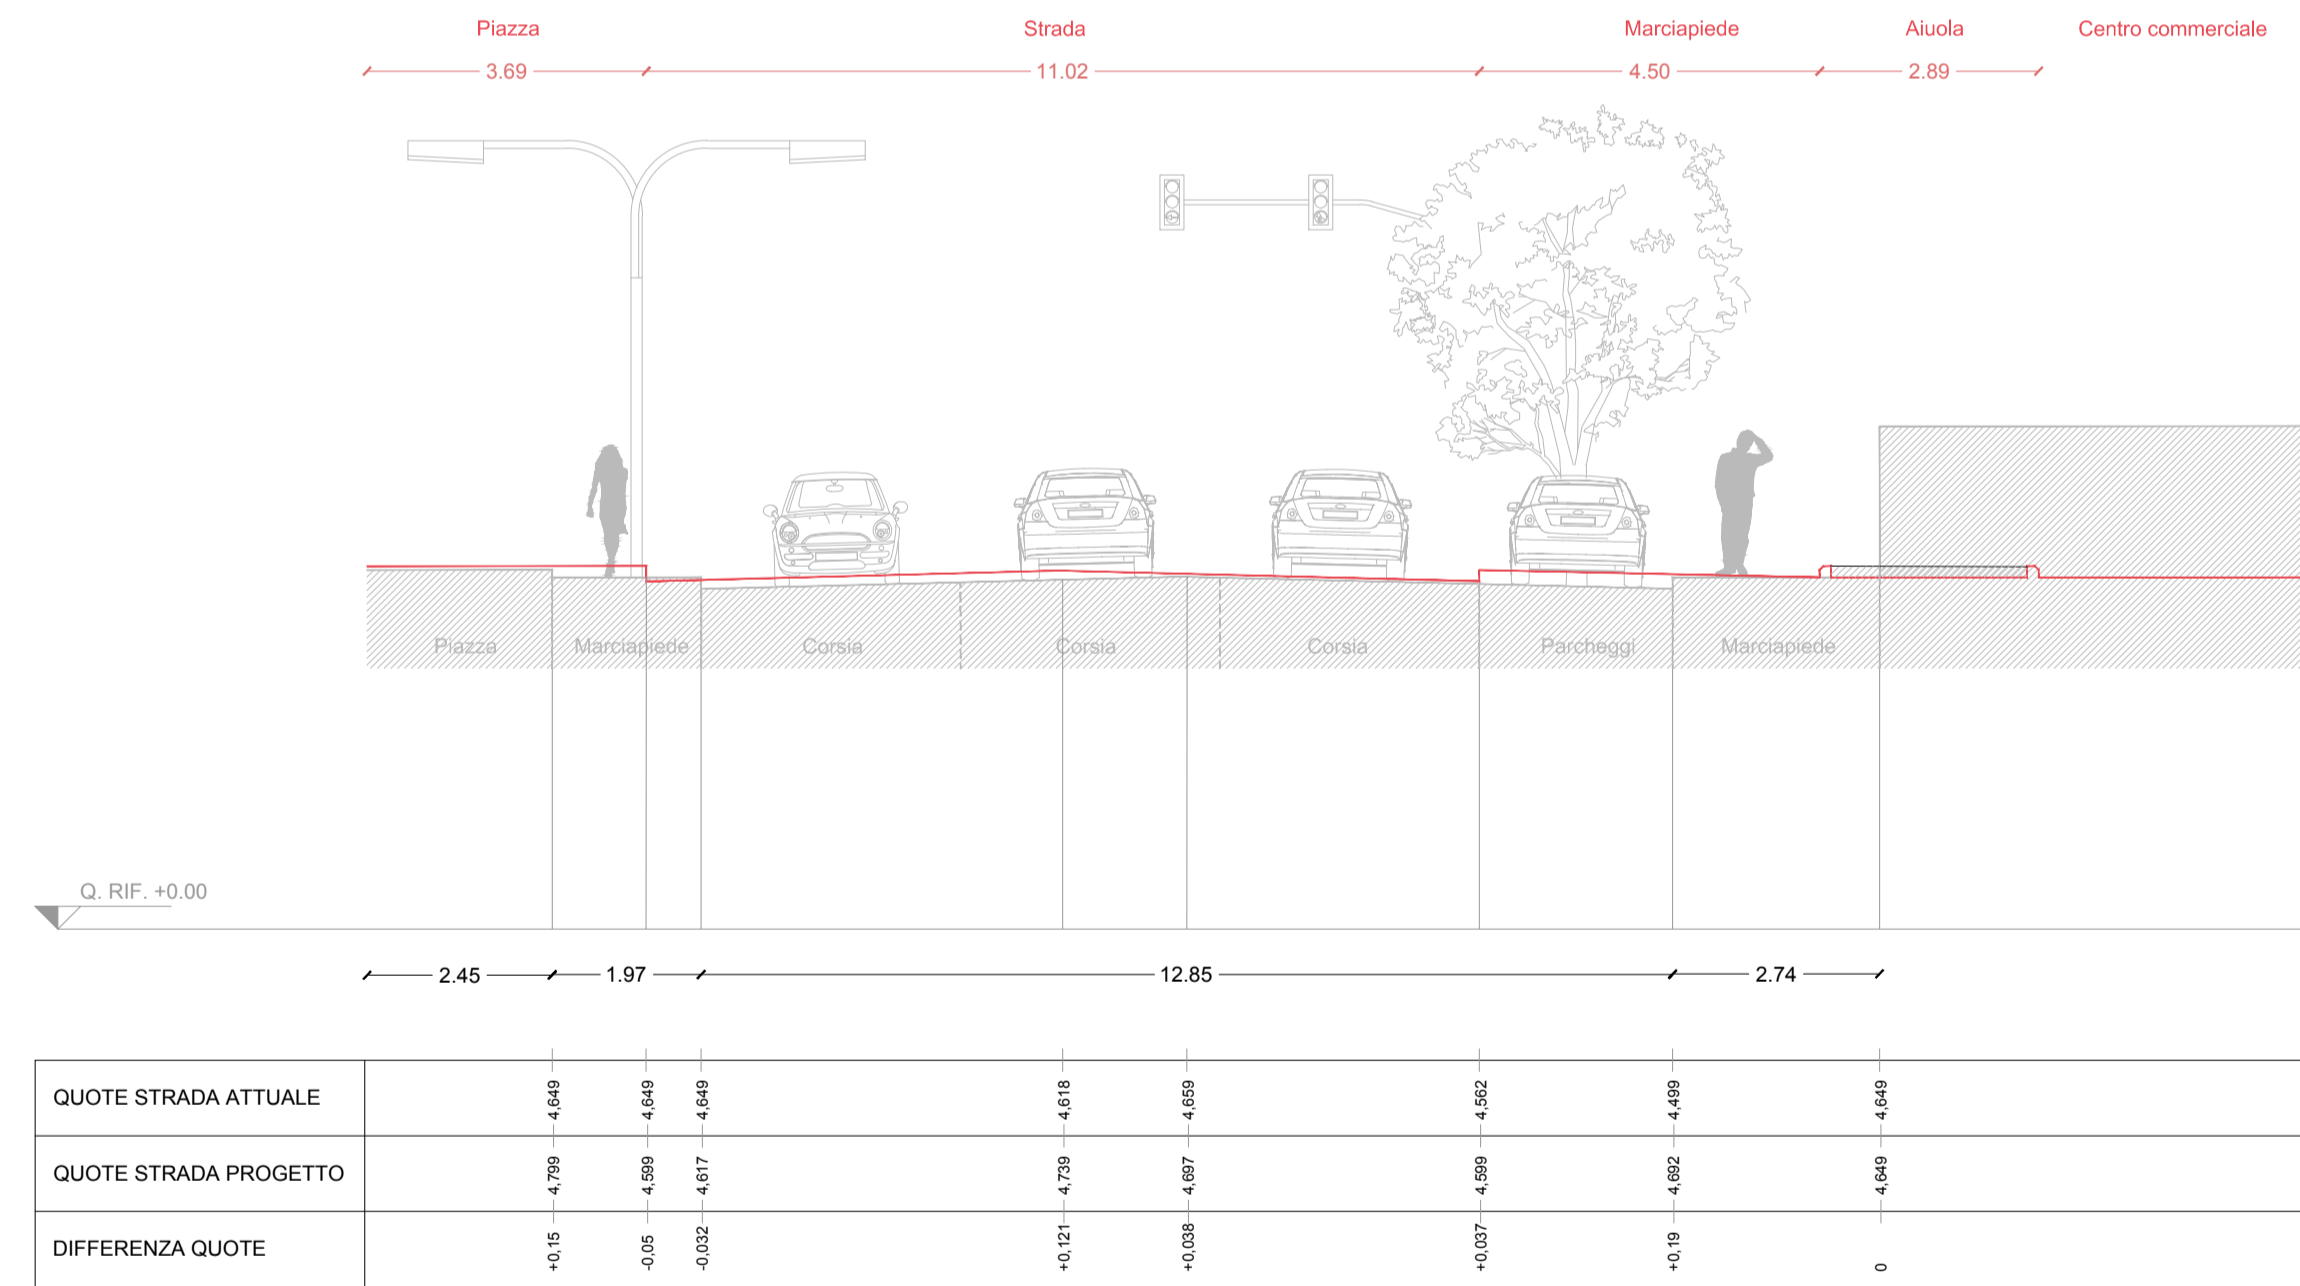 Piazza Strada Marciapiede Aiuola Centro commerciale
3.69 11.02 4.50 2.89
Piazza Marciapiede Corsia Corsia Corsia Parcheggi Marciapiede
Q. RIF. +0.00
2.45 1.97 12.85 2.74
QUOTE STRADA ATTUALE 4,649 4,649 4,649 4,618 4,659 4,562 4,499 4,649
QUOTE STRADA PROGETTO 4,799 4,599 4,617 4,739 4,697 4,599 4,692 4,649
DIFFERENZA QUOTE +0,15 -0,05 -0,032 +0,121 +0,038 +0,037 +0,19 0